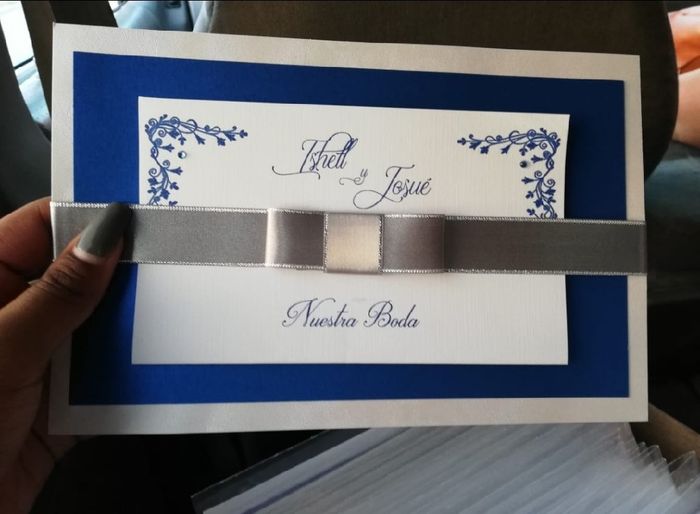 Ishell
y
Josué
Nuestra Boda